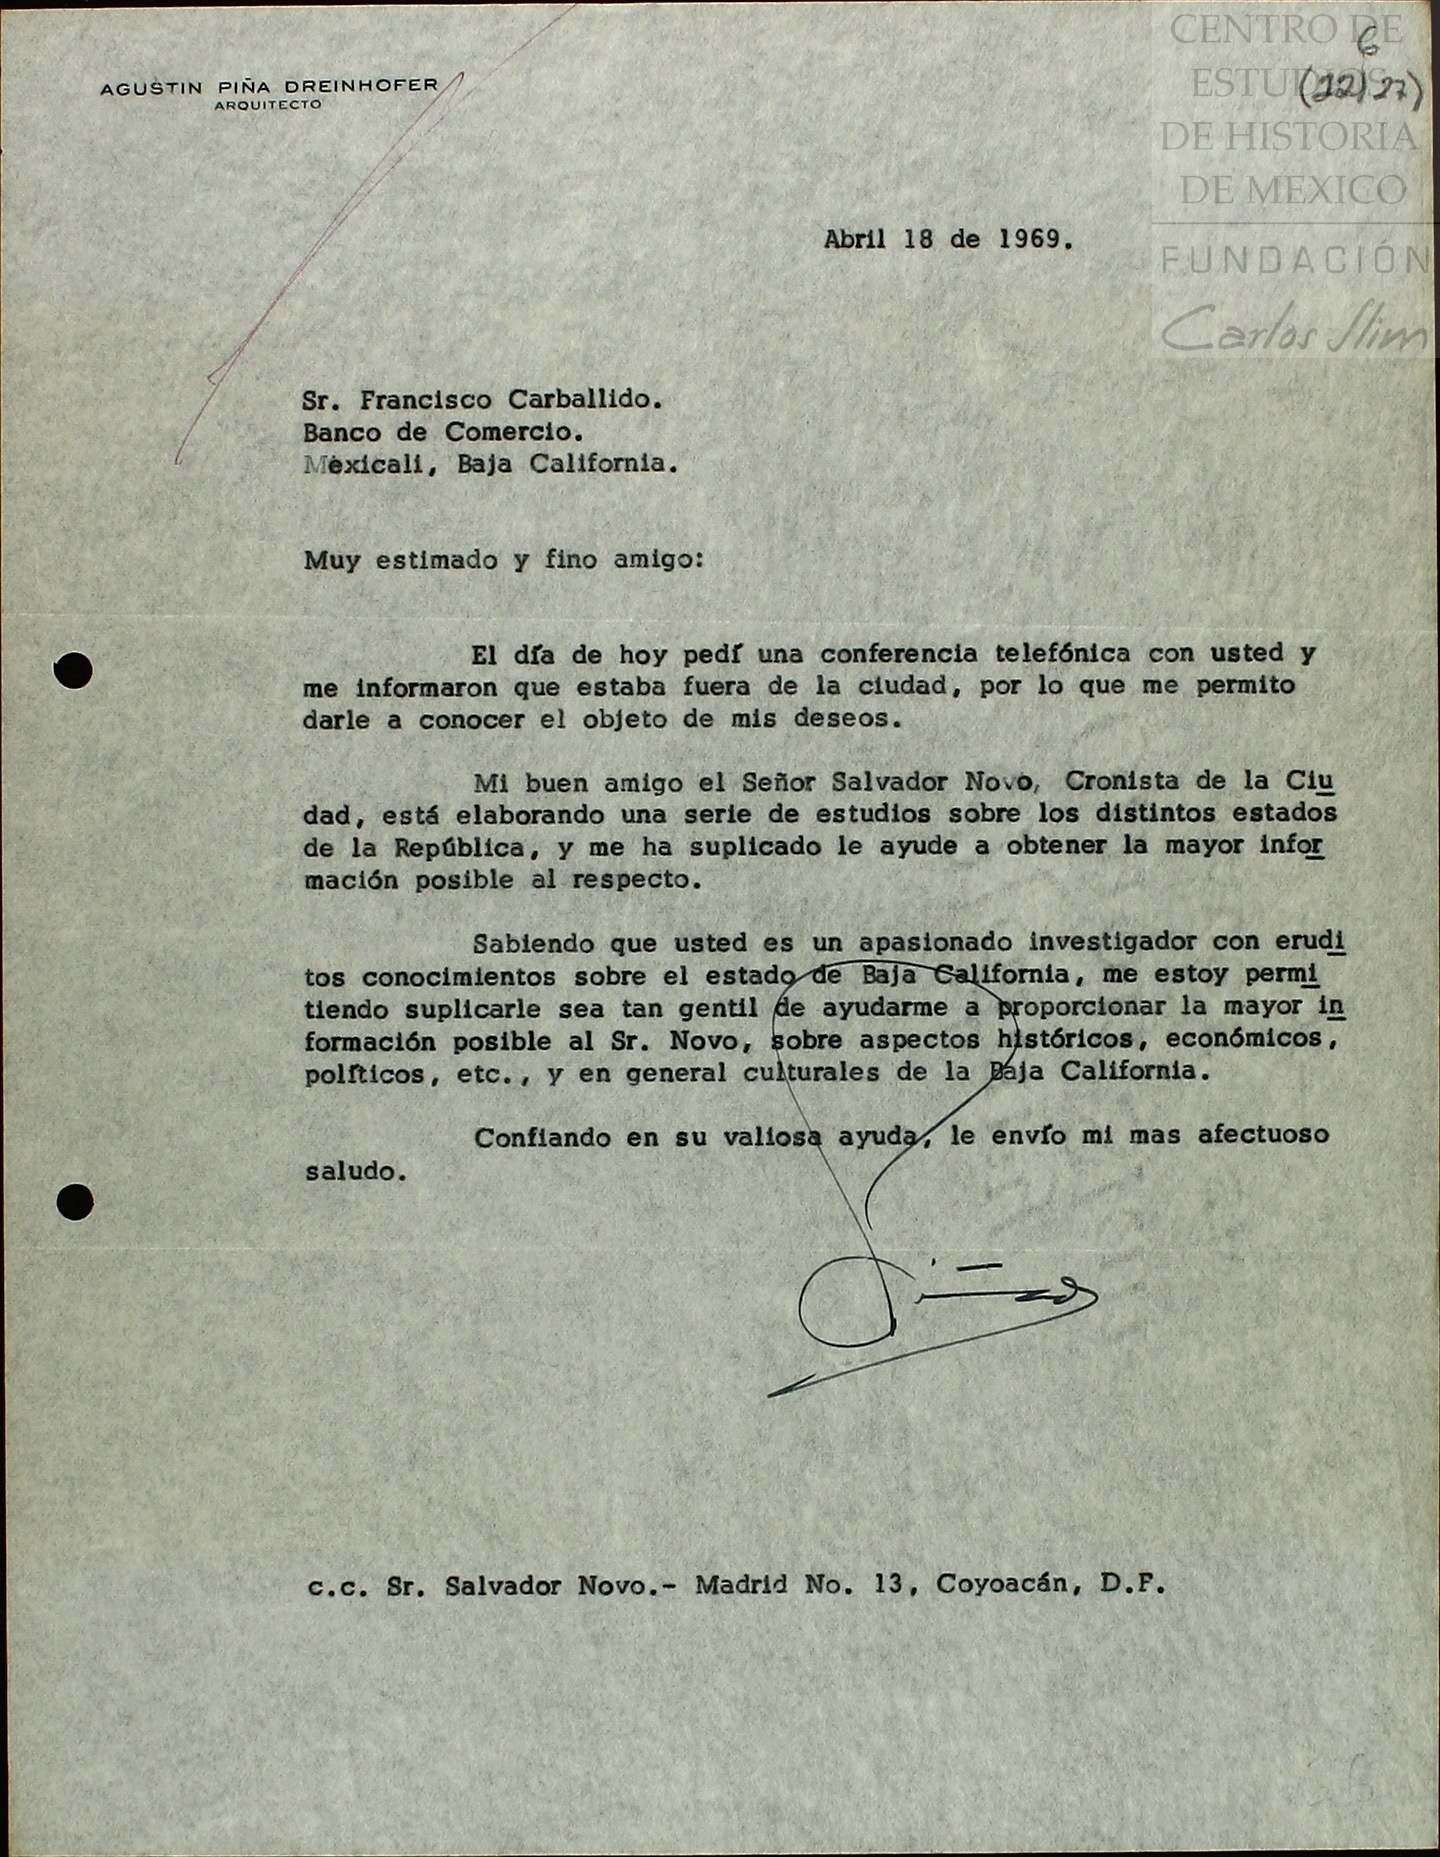 CENTRO DE
ESTUDIOS
DE HISTORIA
DE MEXICO
FUNDACIÓN
Carlos Slim
6
(22/27)
AGUSTIN PIÑA DREINHOFER
ARQUITECTO
Abril 18 de 1969.
Sr. Francisco Carballido.
Banco de Comercio.
Mexicali, Baja California.
Muy estimado y fino amigo:
El día de hoy pedí una conferencia telefónica con usted y
me informaron que estaba fuera de la ciudad, por lo que me permito
darle a conocer el objeto de mis deseos.
Mi buen amigo el Señor Salvador Novo, Cronista de la Ciu
dad, está elaborando una serie de estudios sobre los distintos estados
de la República, y me ha suplicado le ayude a obtener la mayor infor
mación posible al respecto.
Sabiendo que usted es un apasionado investigador con erudi
tos conocimientos sobre el estado de Baja California, me estoy permi
tiendo suplicarle sea tan gentil de ayudarme a proporcionar la mayor in
formación posible al Sr. Novo, sobre aspectos históricos, económicos,
políticos, etc., y en general culturales de la Baja California.
Confiando en su valiosa ayuda, le envío mi mas afectuoso
saludo.
c.c. Sr. Salvador Novo.- Madrid No. 13, Coyoacán, D.F.